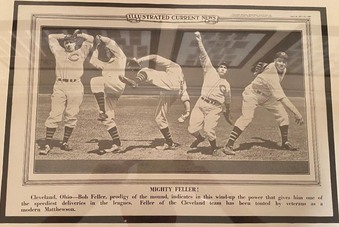 ILLUSTRATED CURRENT NEWS
MIGHTY FELLER!
Cleveland, Ohio—Bob Feller, prodigy of the mound, indicates in this wind-up the power that gives him one of
the speediest deliveries in the leagues. Feller of the Cleveland team has been touted by veterans as a
modern Matthewson.